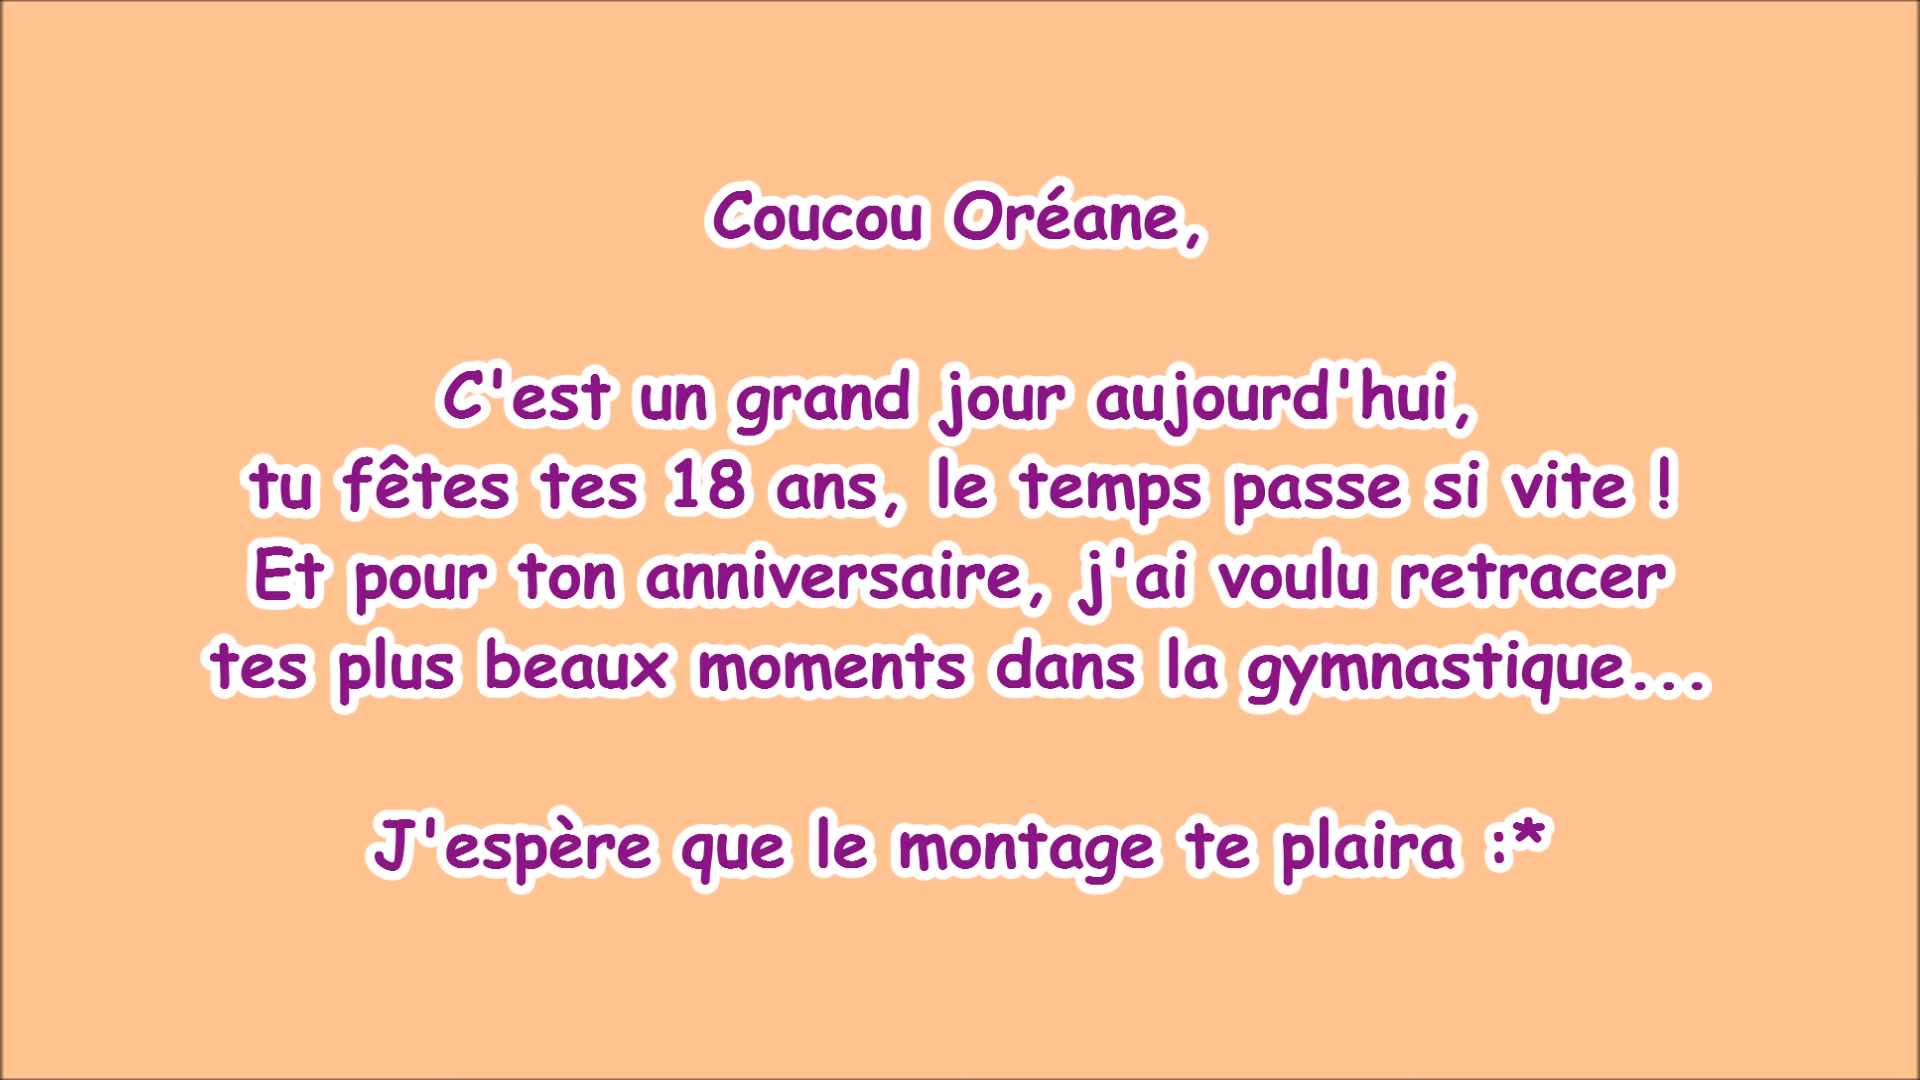 Coucou Oréane,
C'est un grand jour aujourd'hui,
tu fêtes tes 18 ans, le temps passe si vite !
Et pour ton anniversaire, j'ai voulu retracer
tes plus beaux moments dans la gymnastique...
J'espère que le montage te plaira :*